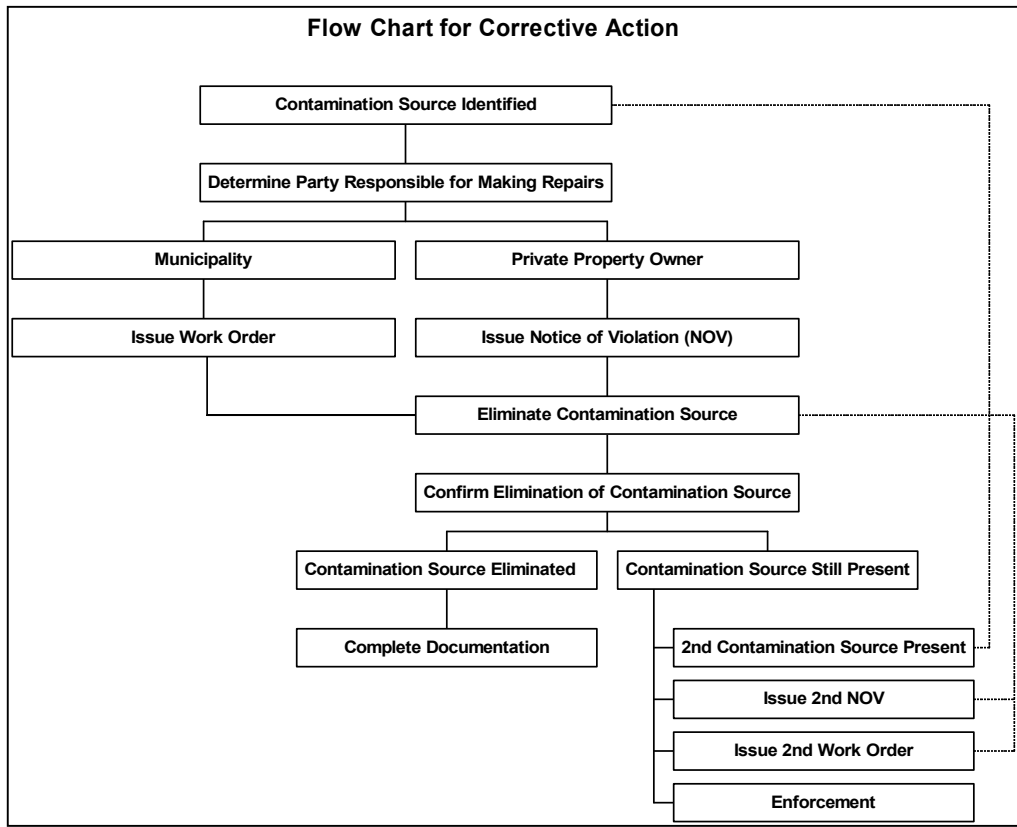 Flow Chart for Corrective Action
Contamination Source Identified
Determine Party Responsible for Making Repairs
Municipality
Private Property Owner
Issue Work Order
Issue Notice of Violation (NOV)
Eliminate Contamination Source
Confirm Elimination of Contamination Source
Contamination Source Eliminated
Contamination Source Still Present
Complete Documentation
2nd Contamination Source Present
Issue 2nd NOV
Issue 2nd Work Order
Enforcement